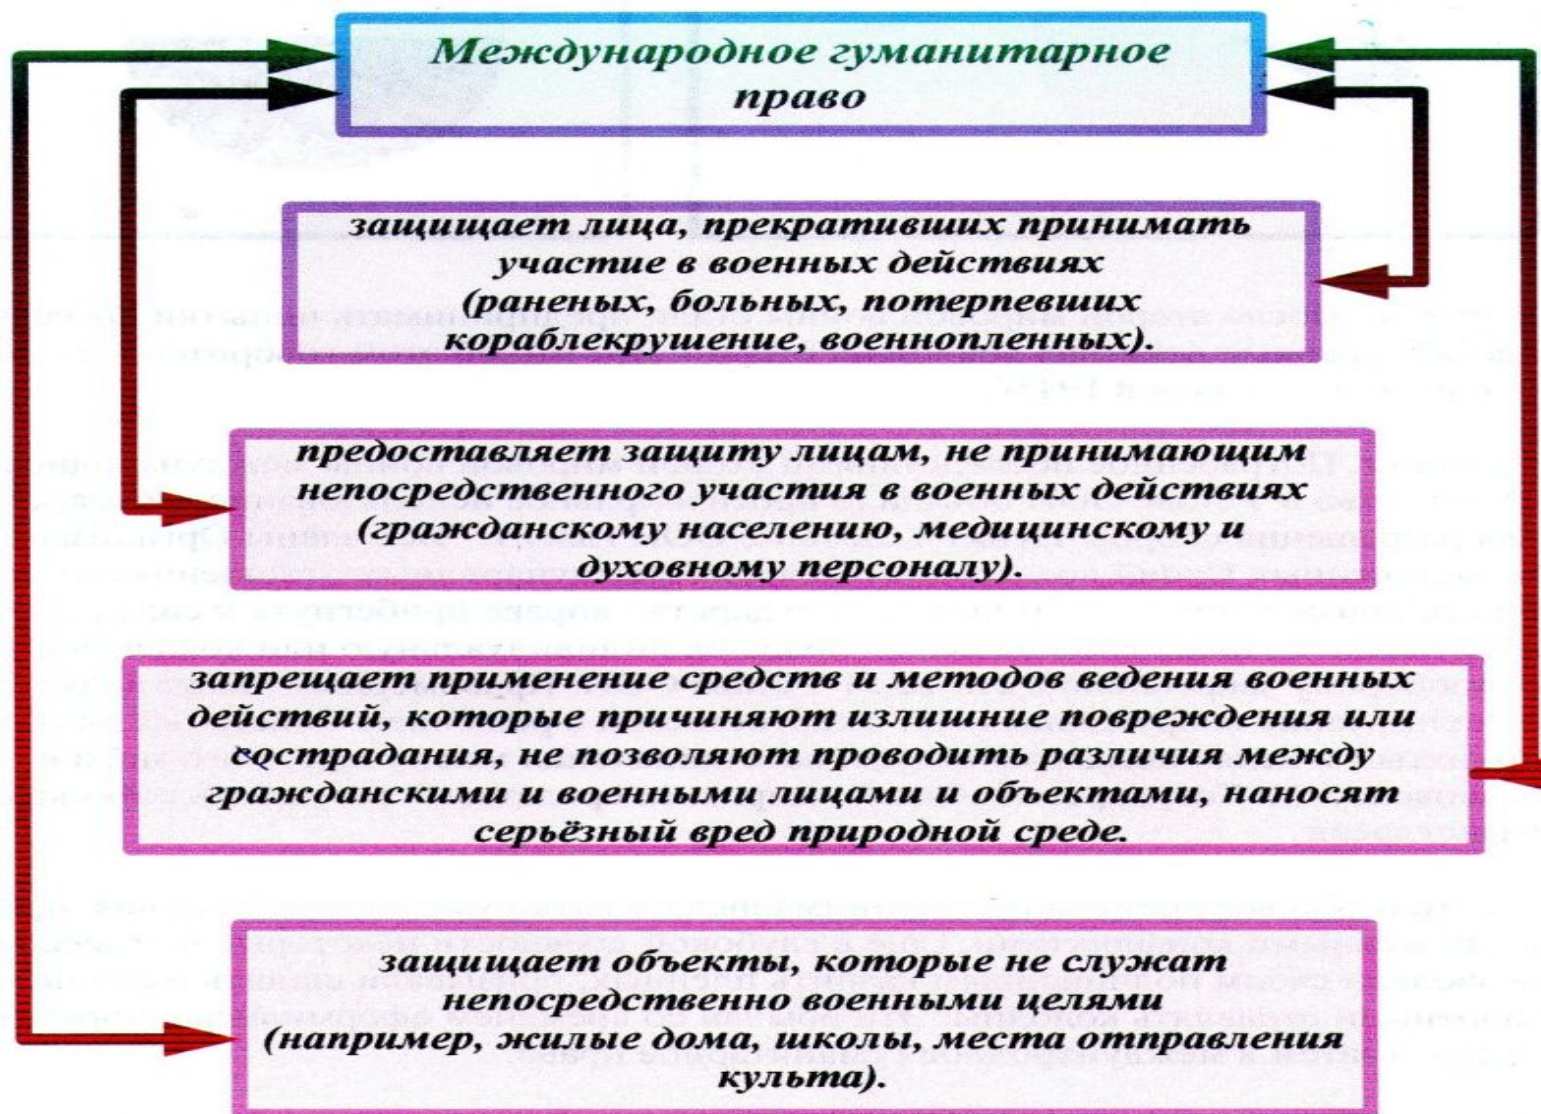 Международное гуманитарное
право
защищает лица, прекративших принимать
участие в военных действиях
(раненых, больных, потерпевших
кораблекрушение, военнопленных).
предоставляет защиту лицам, не принимающим
непосредственного участия в военных действиях
(гражданскому населению, медицинскому и
духовному персоналу).
запрещает применение средств и методов ведения военных
действий, которые причиняют излишние повреждения или
сострадания, не позволяют проводить различия между
гражданскими и военными лицами и объектами, наносят
серьёзный вред природной среде.
защищает объекты, которые не служат
непосредственно военными целями
(например, жилые дома, школы, места отправления
культа).